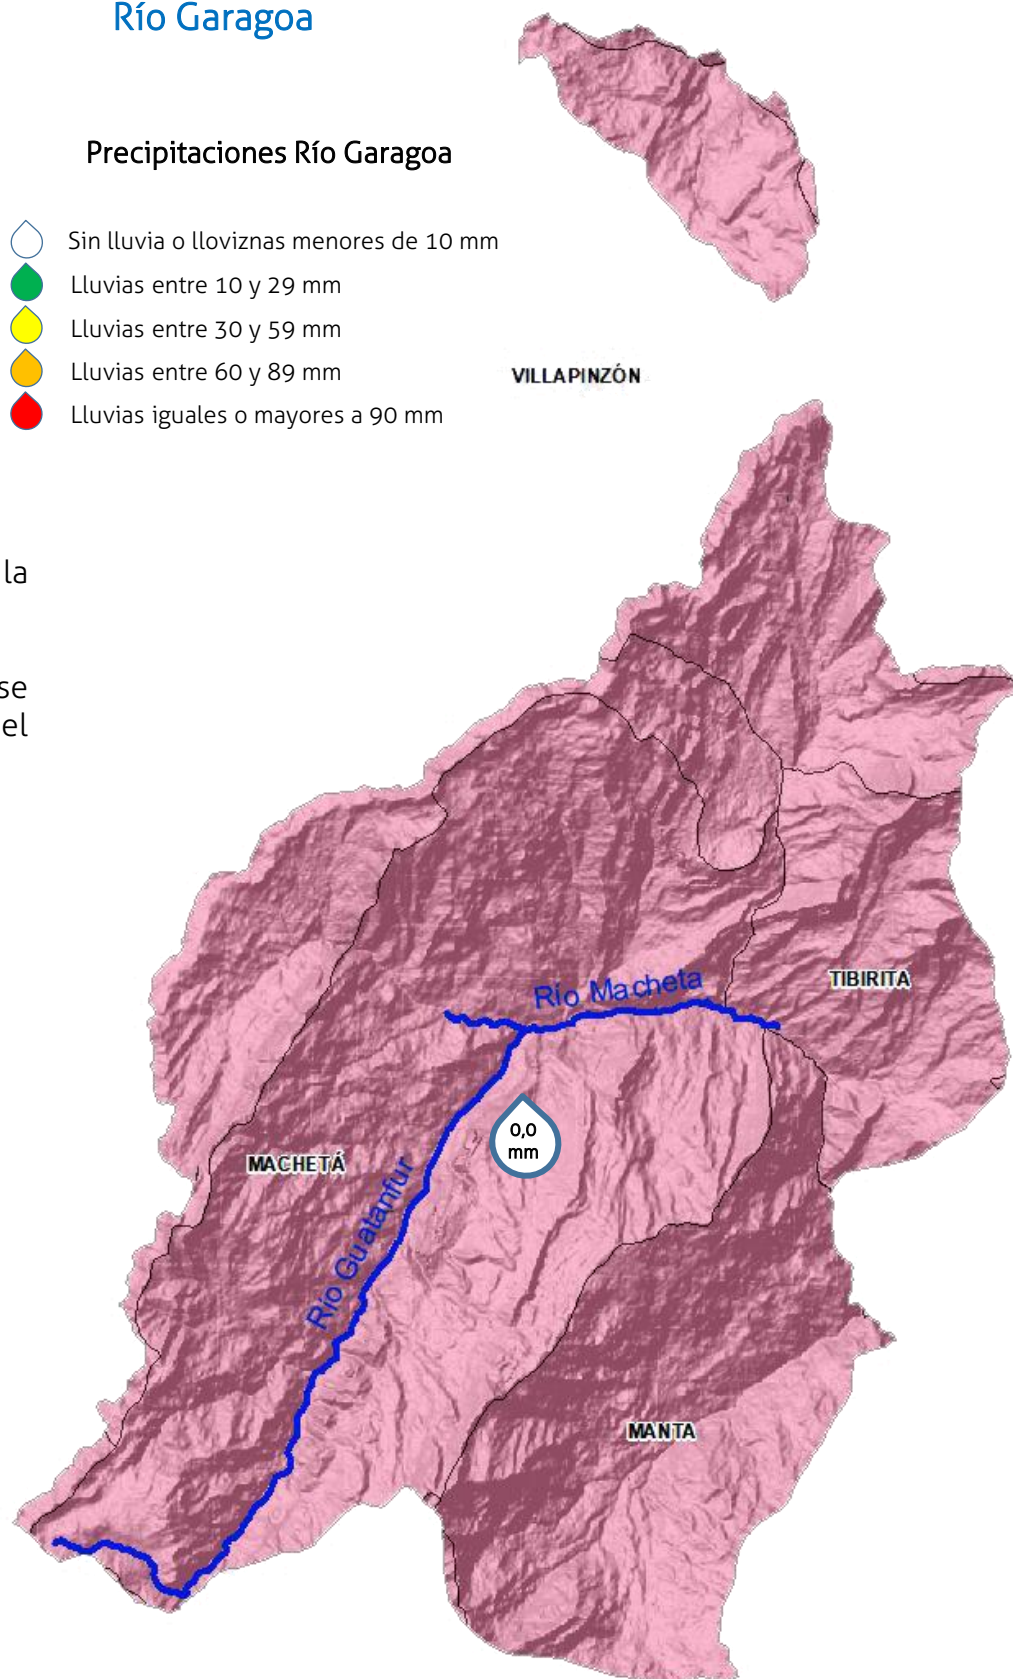 Río Garagoa
Precipitaciones Río Garagoa
Sin lluvia o lloviznas menores de 10 mm
Lluvias entre 10 y 29 mm
Lluvias entre 30 y 59 mm
Lluvias entre 60 y 89 mm
Lluvias iguales o mayores a 90 mm
VILLAPINZÓN
la
se
el
Río Macheta
TIBIRITA
0,0
mm
MACHETÁ
Río Guatanfur
MANTA